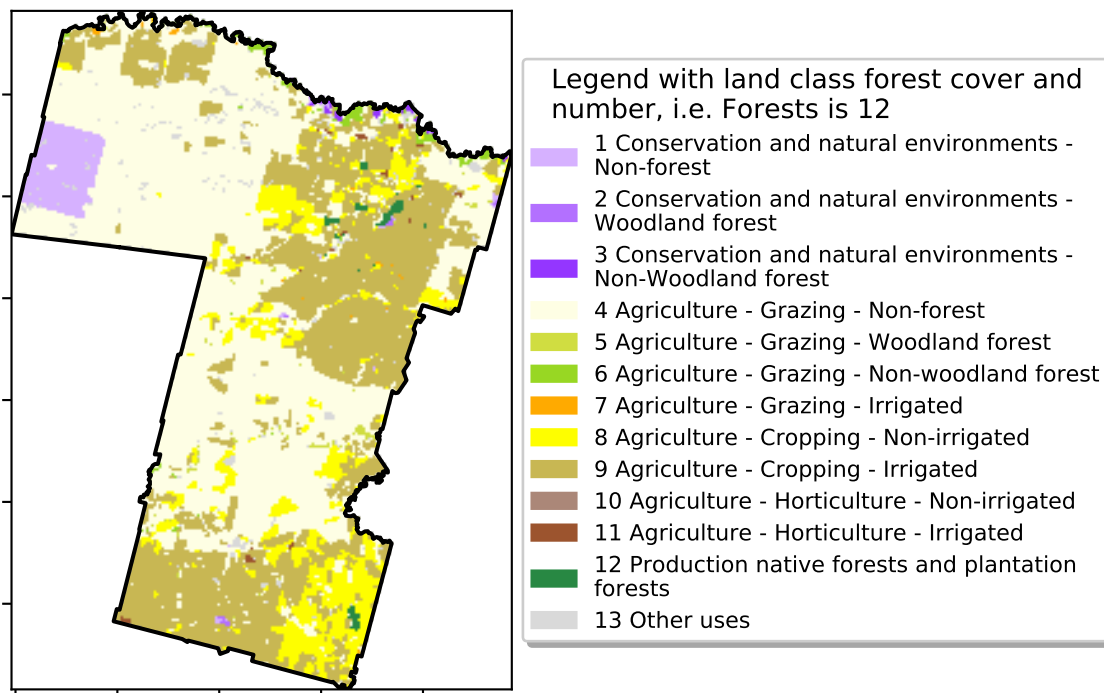 Legend with land class forest cover and
number, i.e. Forests is 12
1 Conservation and natural environments -
Non-forest
2 Conservation and natural environments -
Woodland forest
3 Conservation and natural environments -
Non-Woodland forest
4 Agriculture - Grazing - Non-forest
5 Agriculture - Grazing - Woodland forest
6 Agriculture - Grazing - Non-woodland forest
7 Agriculture - Grazing - Irrigated
8 Agriculture - Cropping - Non-irrigated
9 Agriculture - Cropping - Irrigated
10 Agriculture - Horticulture - Non-irrigated
11 Agriculture - Horticulture - Irrigated
12 Production native forests and plantation
forests
13 Other uses